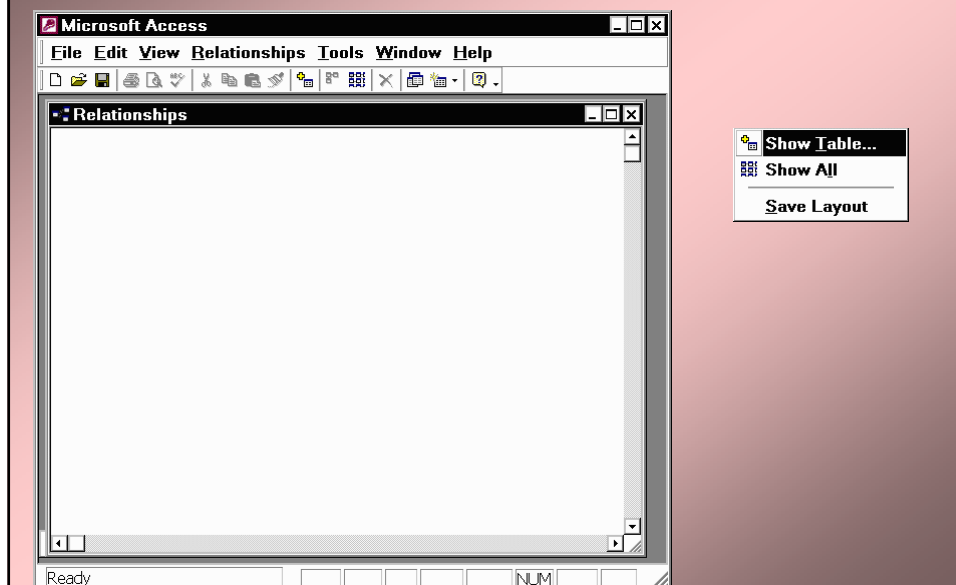 Microsoft Access
File Edit View Relationships Tools Window Help
Relationships
Show Table...
Show All
Save Layout
Ready
NUM